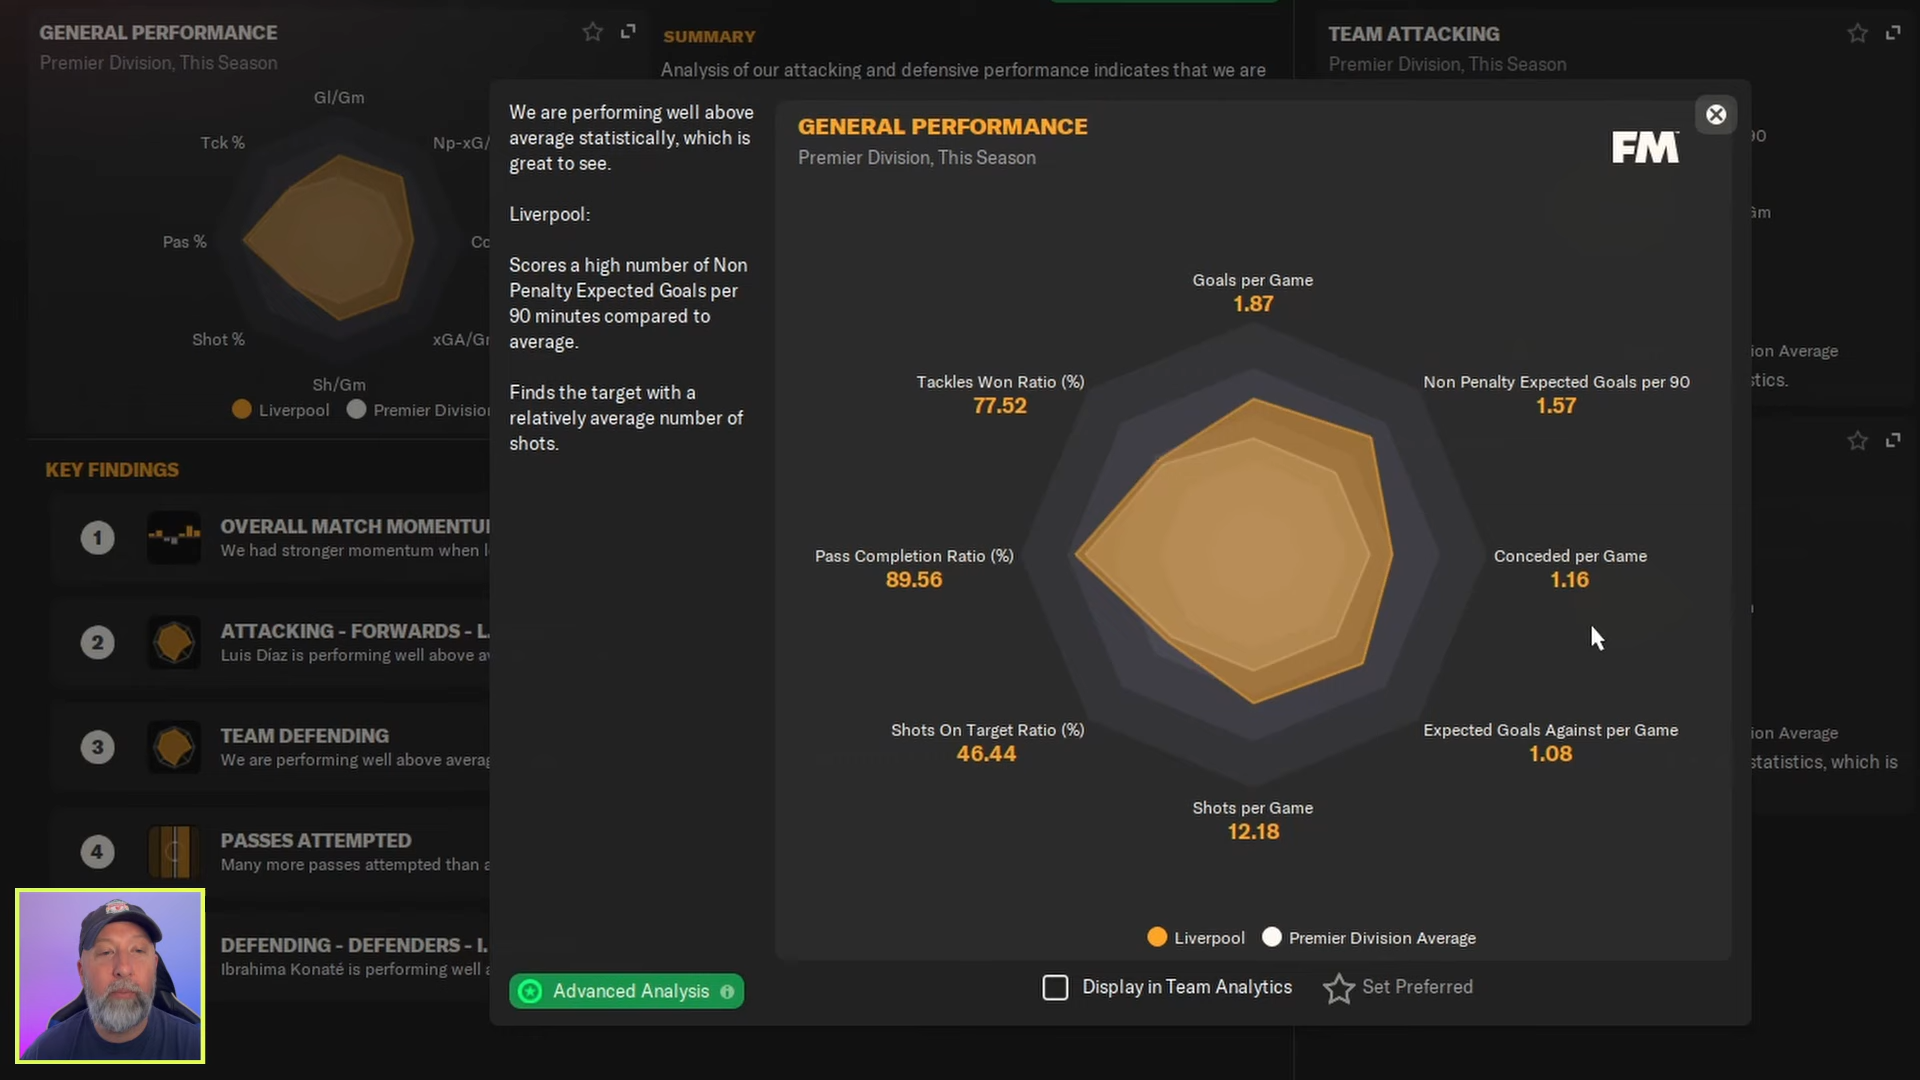 GENERAL PERFORMANCE
Premier Division, This Season
Gl/Gm
Tck %
Np-xG/
Pas %
Co
Shot %
xGA/Gm
Sh/Gm
Liverpool
Premier Division
SUMMARY
Analysis of our attacking and defensive performance indicates that we are
TEAM ATTACKING
Premier Division, This Season
90
ion Average
stics.
ion Average
statistics, which is
KEY FINDINGS
1
OVERALL MATCH MOMENTU
We had stronger momentum when l
2
ATTACKING - FORWARDS - L.
Luis Díaz is performing well above av
3
TEAM DEFENDING
We are performing well above averag
4
PASSES ATTEMPTED
Many more passes attempted than a
DEFENDING - DEFENDERS - I.
Ibrahima Konaté is performing well a
We are performing well above
average statistically, which is
great to see.
Liverpool:
Scores a high number of Non
Penalty Expected Goals per
90 minutes compared to
average.
Finds the target with a
relatively average number of
shots.
Advanced Analysis
GENERAL PERFORMANCE
Premier Division, This Season
FM
Goals per Game
1.87
Tackles Won Ratio (%)
77.52
Non Penalty Expected Goals per 90
1.57
Pass Completion Ratio (%)
89.56
Conceded per Game
1.16
Shots On Target Ratio (%)
46.44
Expected Goals Against per Game
1.08
Shots per Game
12.18
Liverpool
Premier Division Average
Display in Team Analytics
Set Preferred